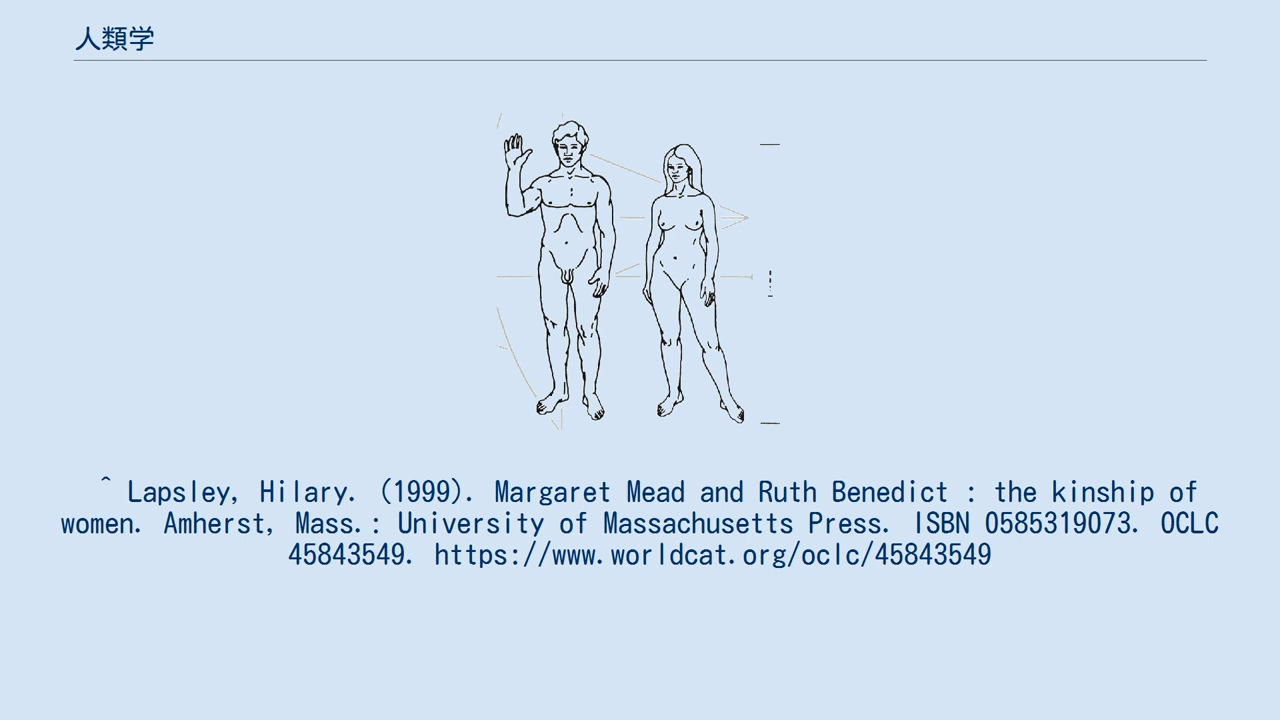 人類学
^ Lapsley, Hilary. (1999). Margaret Mead and Ruth Benedict : the kinship of
women. Amherst, Mass.: University of Massachusetts Press. ISBN 0585319073. OCLC
45843549. https://www.worldcat.org/oclc/45843549